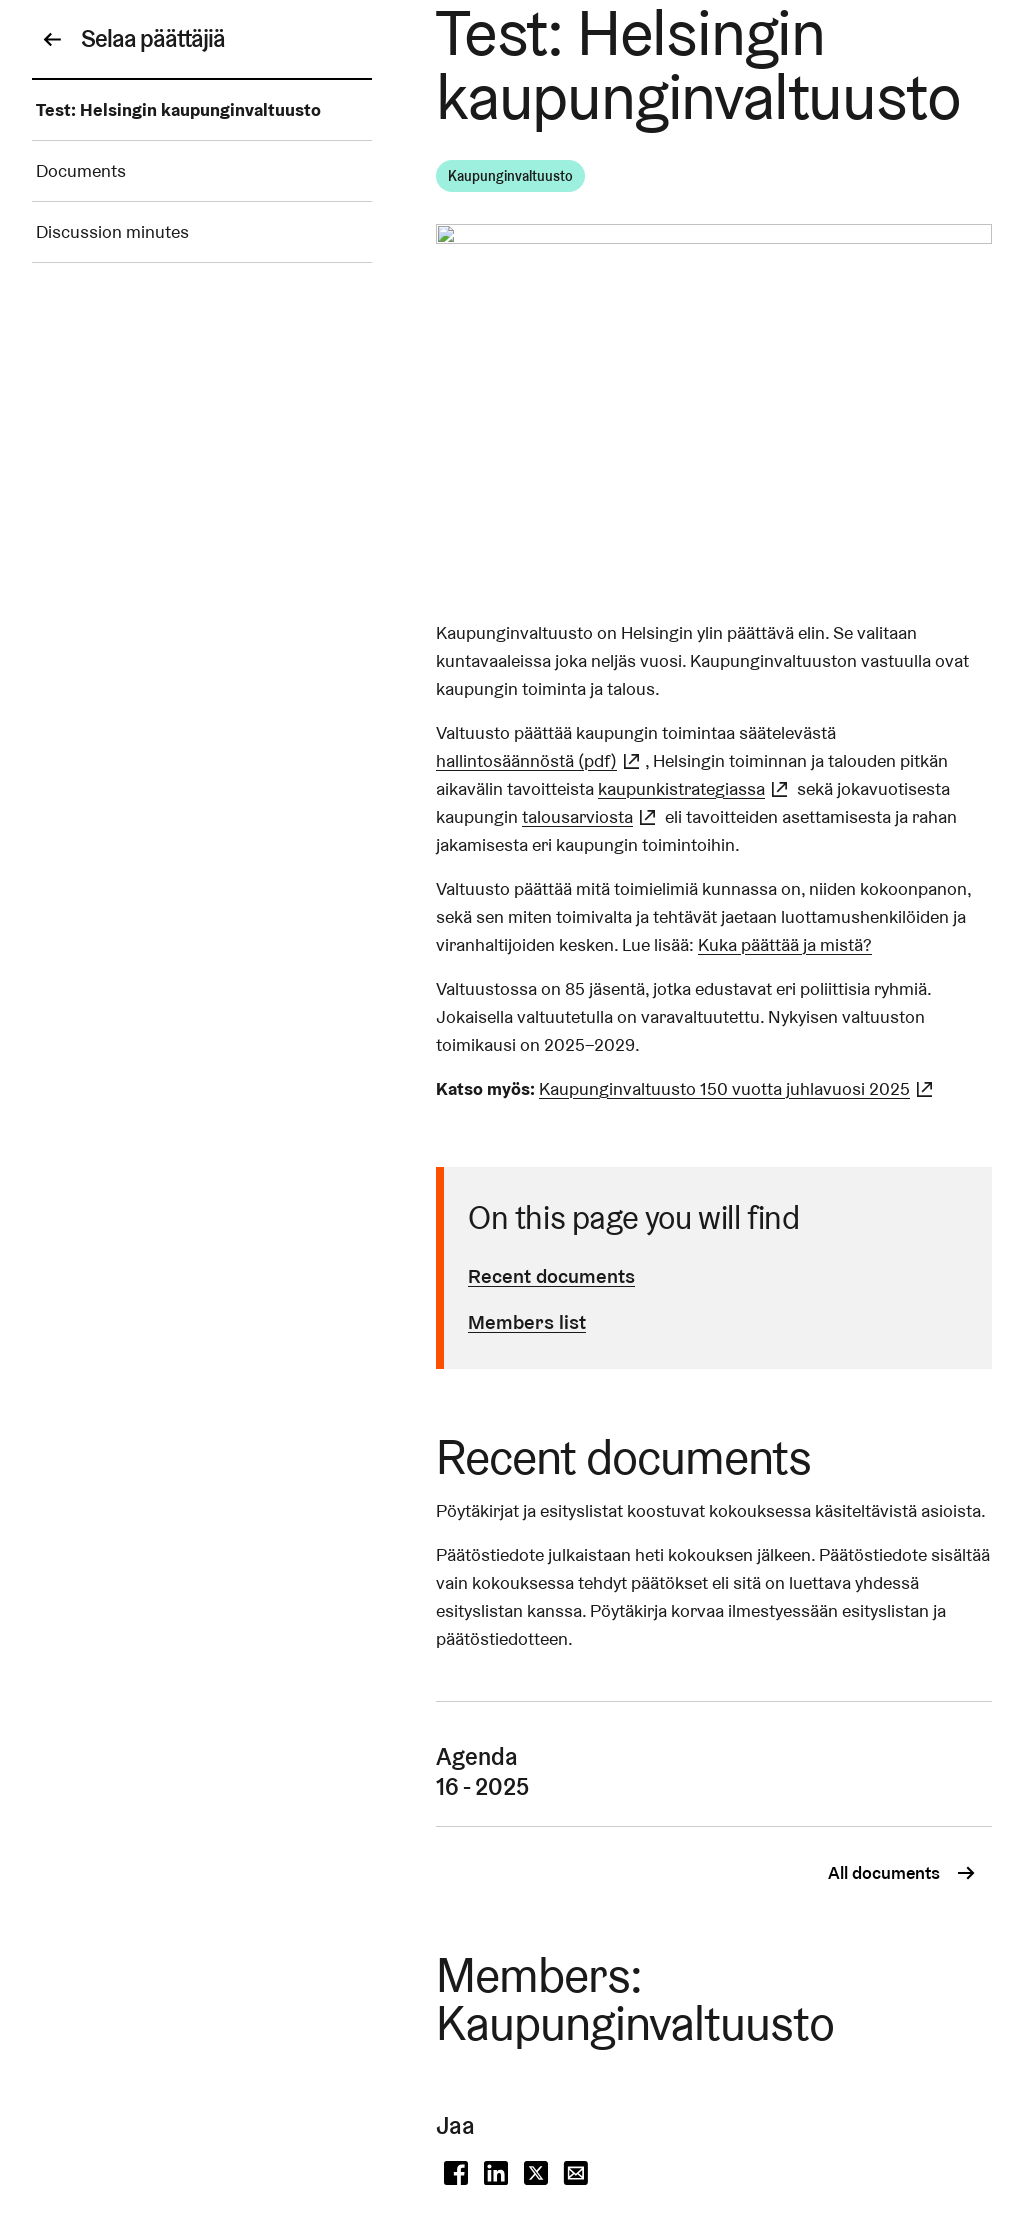 Selaa päättäjiä
Test: Helsingin kaupunginvaltuusto
Documents
Discussion minutes
Test: Helsingin
kaupunginvaltuusto
Kaupunginvaltuusto
Kaupunginvaltuusto on Helsingin ylin päättävä elin. Se valitaan
kuntavaaleissa joka neljäs vuosi. Kaupunginvaltuuston vastuulla ovat
kaupungin toiminta ja talous.
Valtuusto päättää kaupungin toimintaa säätelevästä
hallintosäännöstä (pdf) , Helsingin toiminnan ja talouden pitkän
aikavälin tavoitteista kaupunkistrategiassa sekä jokavuotisesta
kaupungin talousarviosta eli tavoitteiden asettamisesta ja rahan
jakamisesta eri kaupungin toimintoihin.
Valtuusto päättää mitä toimielimiä kunnassa on, niiden kokoonpanon,
sekä sen miten toimivalta ja tehtävät jaetaan luottamushenkilöiden ja
viranhaltijoiden kesken. Lue lisää: Kuka päättää ja mistä?
Valtuustossa on 85 jäsentä, jotka edustavat eri poliittisia ryhmiä.
Jokaisella valtuutetulla on varavaltuutettu. Nykyisen valtuuston
toimikausi on 2025–2029.
Katso myös: Kaupunginvaltuusto 150 vuotta juhlavuosi 2025
On this page you will find
Recent documents
Members list
Recent documents
Pöytäkirjat ja esityslistat koostuvat kokouksessa käsiteltävistä asioista.
Päätöstiedote julkaistaan heti kokouksen jälkeen. Päätöstiedote sisältää
vain kokouksessa tehdyt päätökset eli sitä on luettava yhdessä
esityslistan kanssa. Pöytäkirja korvaa ilmestyessään esityslistan ja
päätöstiedotteen.
Agenda
16 - 2025
All documents
Members:
Kaupunginvaltuusto
Jaa